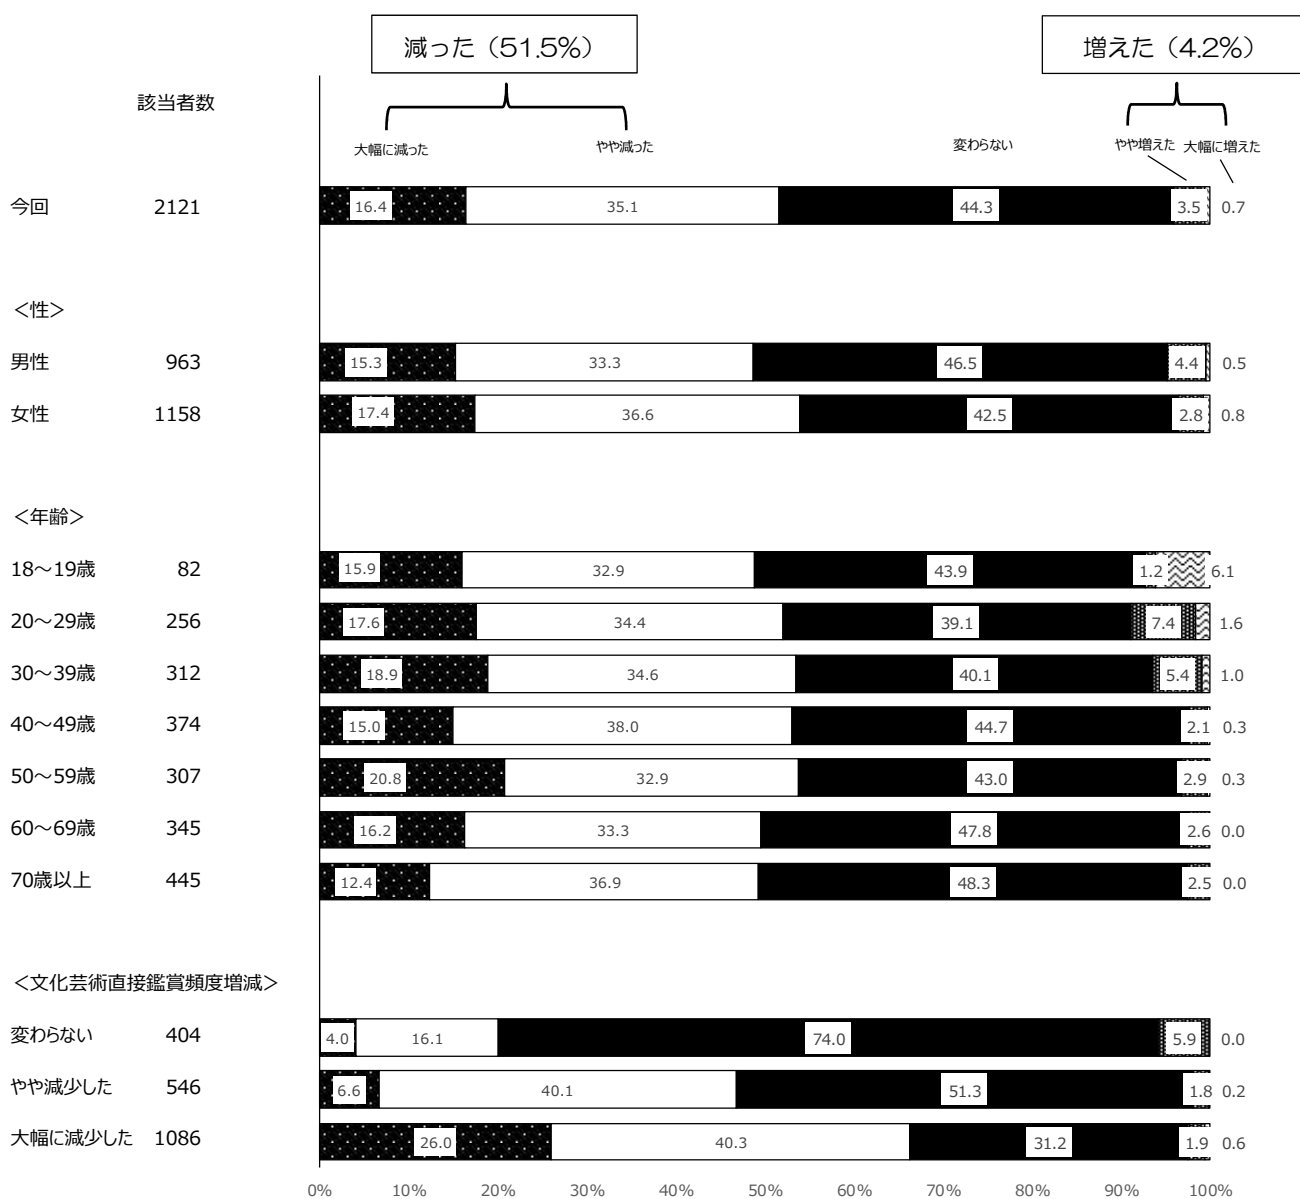 減った（51.5%） 増えた（4.2%）
該当者数
大幅に減った やや減った 変わらない やや増えた 大幅に増えた
今回 2121 16.4 35.1 44.3 3.5 0.7
＜性＞
男性 963 15.3 33.3 46.5 4.4 0.5
女性 1158 17.4 36.6 42.5 2.8 0.8
＜年齢＞
18～19歳 82 15.9 32.9 43.9 1.2 6.1
20～29歳 256 17.6 34.4 39.1 7.4 1.6
30～39歳 312 18.9 34.6 40.1 5.4 1.0
40～49歳 374 15.0 38.0 44.7 2.1 0.3
50～59歳 307 20.8 32.9 43.0 2.9 0.3
60～69歳 345 16.2 33.3 47.8 2.6 0.0
70歳以上 445 12.4 36.9 48.3 2.5 0.0
＜文化芸術直接鑑賞頻度増減＞
変わらない 404 4.0 16.1 74.0 5.9 0.0
やや減少した 546 6.6 40.1 51.3 1.8 0.2
大幅に減少した 1086 26.0 40.3 31.2 1.9 0.6
0% 10% 20% 30% 40% 50% 60% 70% 80% 90% 100%